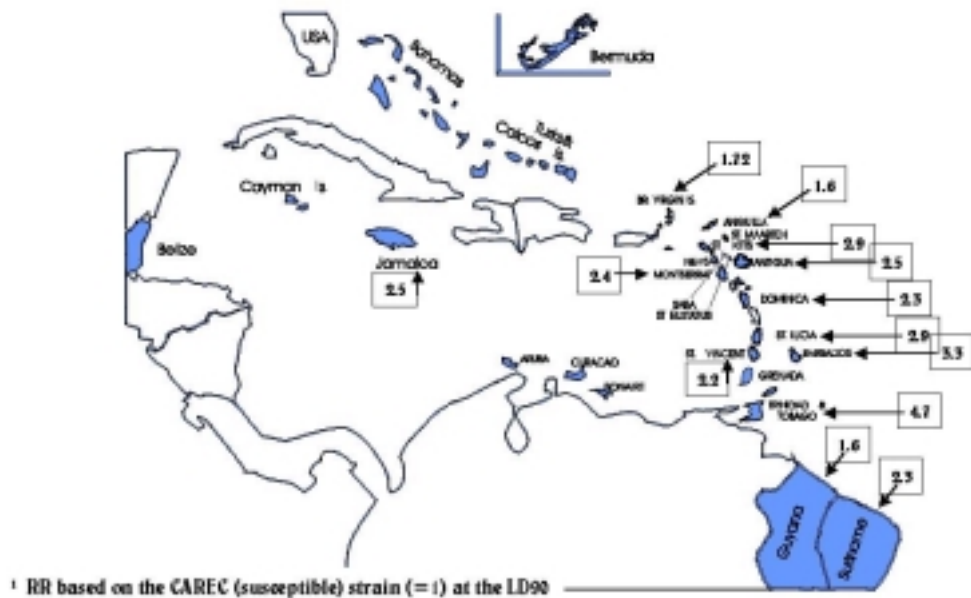 USA
Bahamas
Bermuda
Turks &
Caicos Is
Cayman Is
Belize
Jamaica
2.5
1.72
BR. VIRGIN IS.
1.6
ANGUILLA
ST. MAARTEN
2.9
KITTS
NEVIS
ANTIGUA
2.5
2.4
MONTSERRAT
SABA
ST. EUSTATIUS
DOMINICA
2.3
ST. LUCIA
2.9
ST. VINCENT
BARBADOS
3.3
2.2
ARUBA
CURACAO
BONAIRE
GRENADA
TRINIDAD &
TOBAGO
4.7
1.6
2.3
Guyana
Suriname
¹ RR based on the CAREC (susceptible) strain (=1) at the LD90